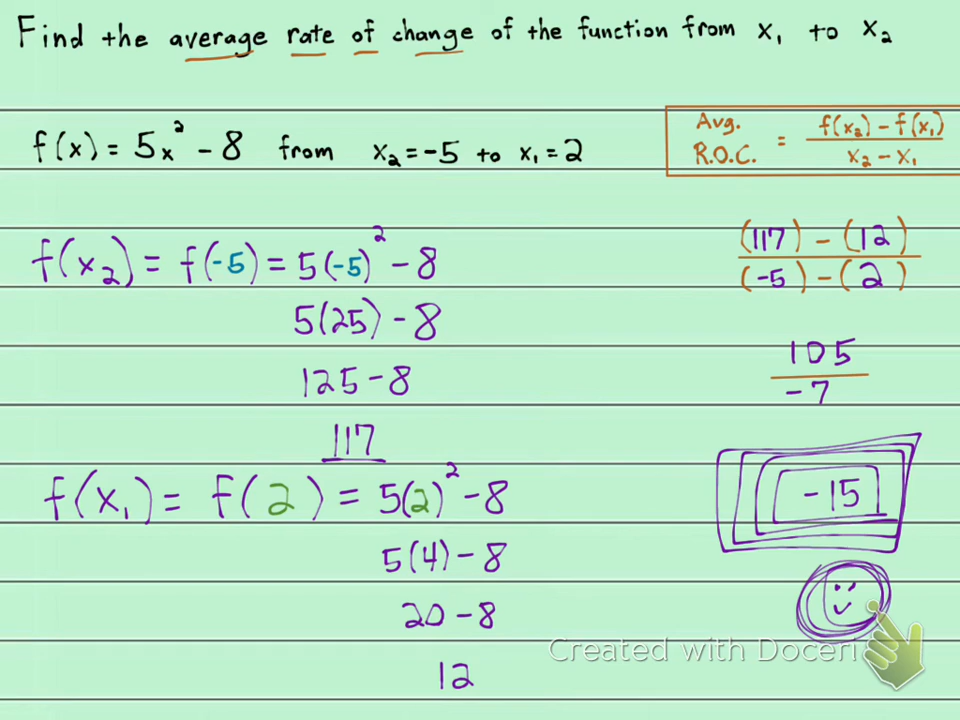 Find the average rate of change of the function from x₁ to x₂
f(x) = 5x² - 8 from x₂ = -5 to x₁ = 2
Avg. R.O.C. = f(x₂) - f(x₁) / x₂ - x₁
f(x₂) = f(-5) = 5(-5)² - 8
5(25) - 8
125 - 8
117
f(x₁) = f(2) = 5(2)² - 8
5(4) - 8
20 - 8
12
(117) - (12)
(-5) - (2)
105
-7
-15
Created with Doceri